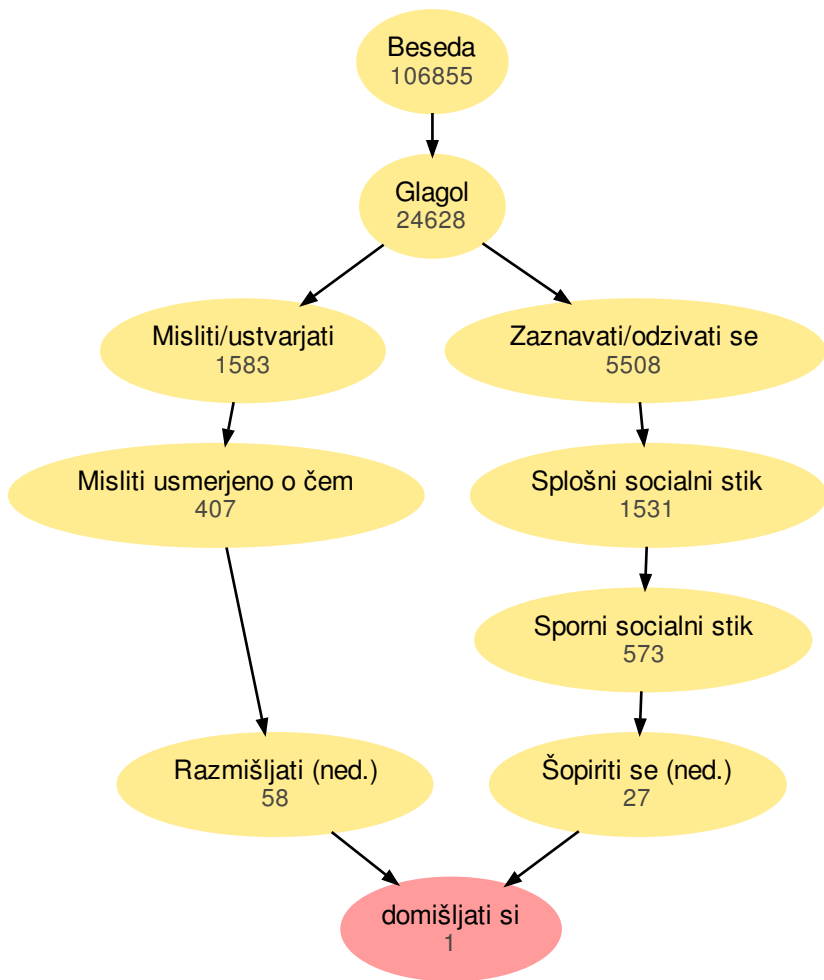 Beseda
106855
Glagol
24628
Misliti/ustvarjati
1583
Zaznavati/odzivati se
5508
Misliti usmerjeno o čem
407
Splošni socialni stik
1531
Sporni socialni stik
573
Razmišljati (ned.)
58
Šopiriti se (ned.)
27
domišljati si
1